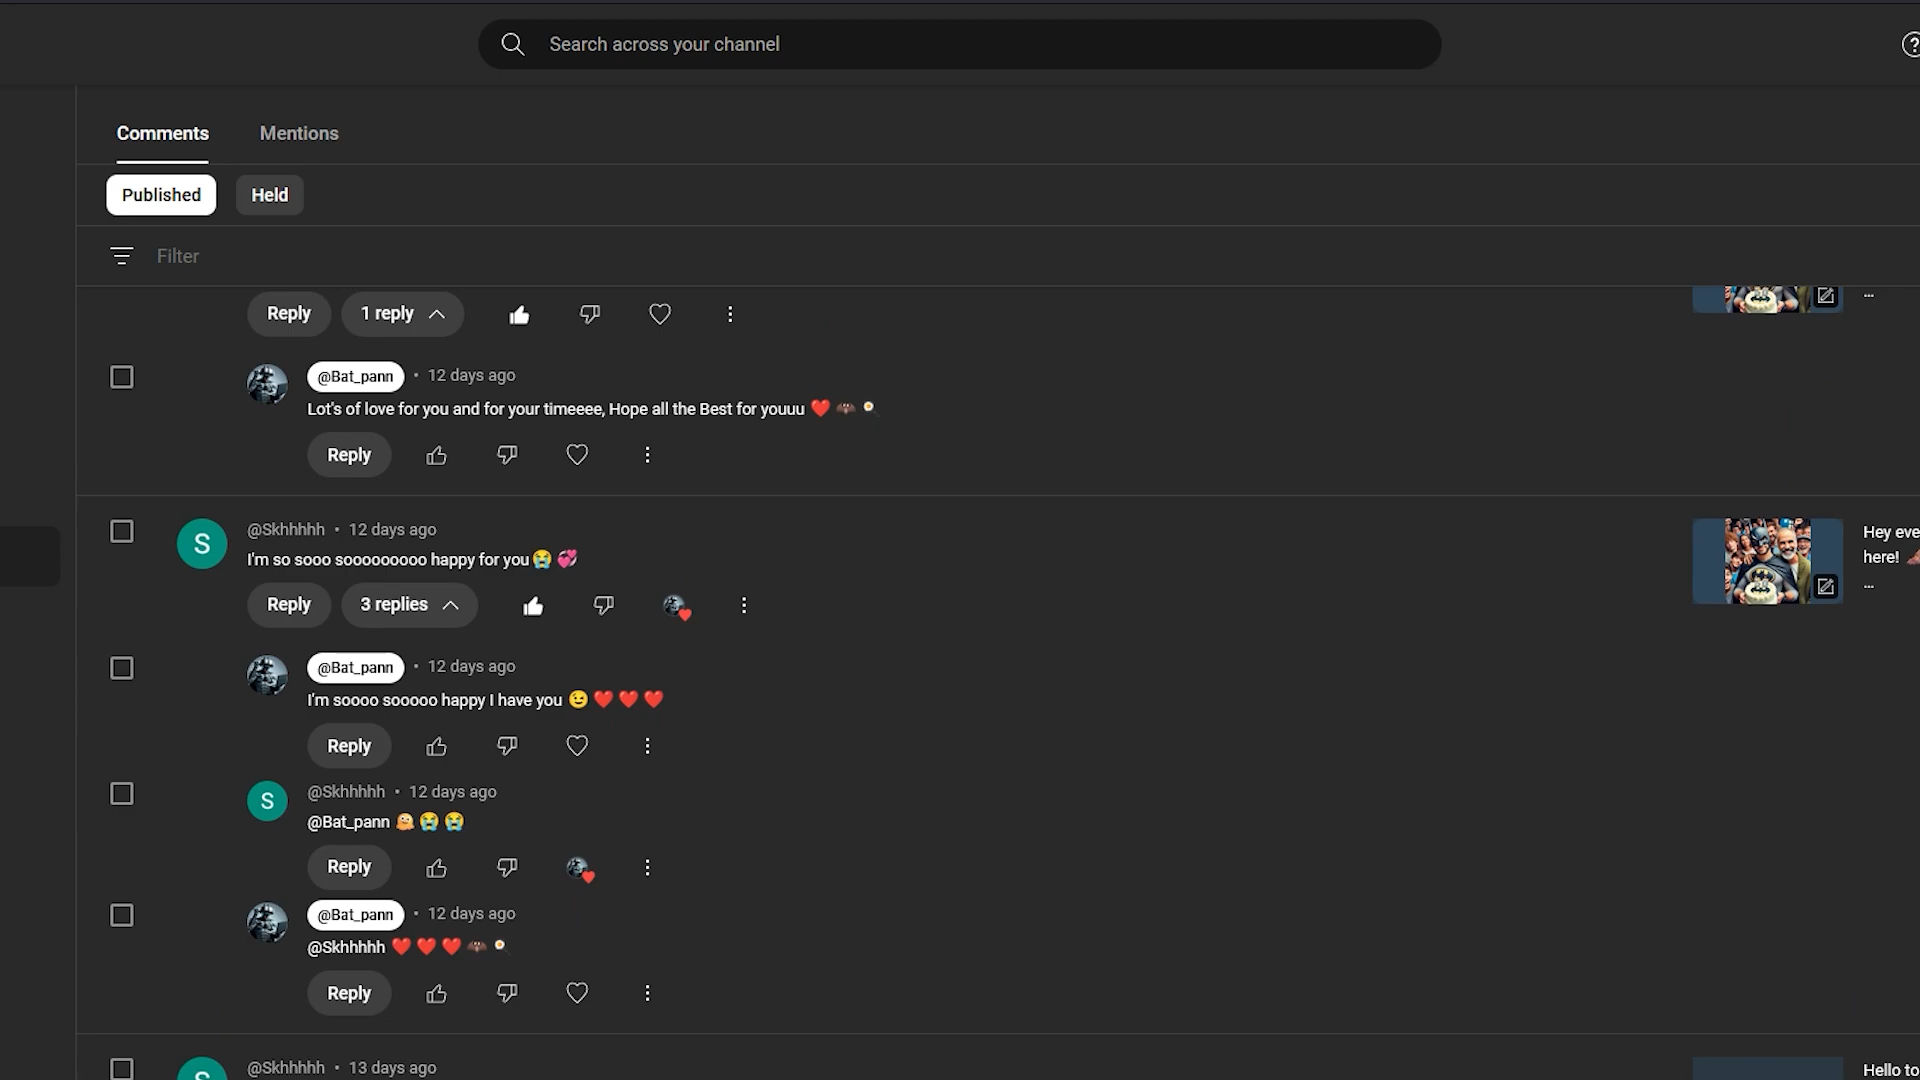 Search across your channel
Comments
Mentions
Published
Held
Filter
Reply
1 reply
...
@Bat_pann • 12 days ago
Lot's of love for you and for your timeeee, Hope all the Best for youuu ❤️ 🦇 🍳
Reply
@Skhhhhh • 12 days ago
I'm so sooo sooooooooo happy for you 😭 💞
Hey eve
here! 🦇
...
Reply
3 replies
@Bat_pann • 12 days ago
I'm soooo sooooo happy I have you 😉 ❤️ ❤️ ❤️
Reply
@Skhhhhh • 12 days ago
@Bat_pann 🫠 😭 😭
Reply
@Bat_pann • 12 days ago
@Skhhhhh ❤️ ❤️ ❤️ 🦇 🍳
Reply
@Skhhhhh • 13 days ago
Hello to